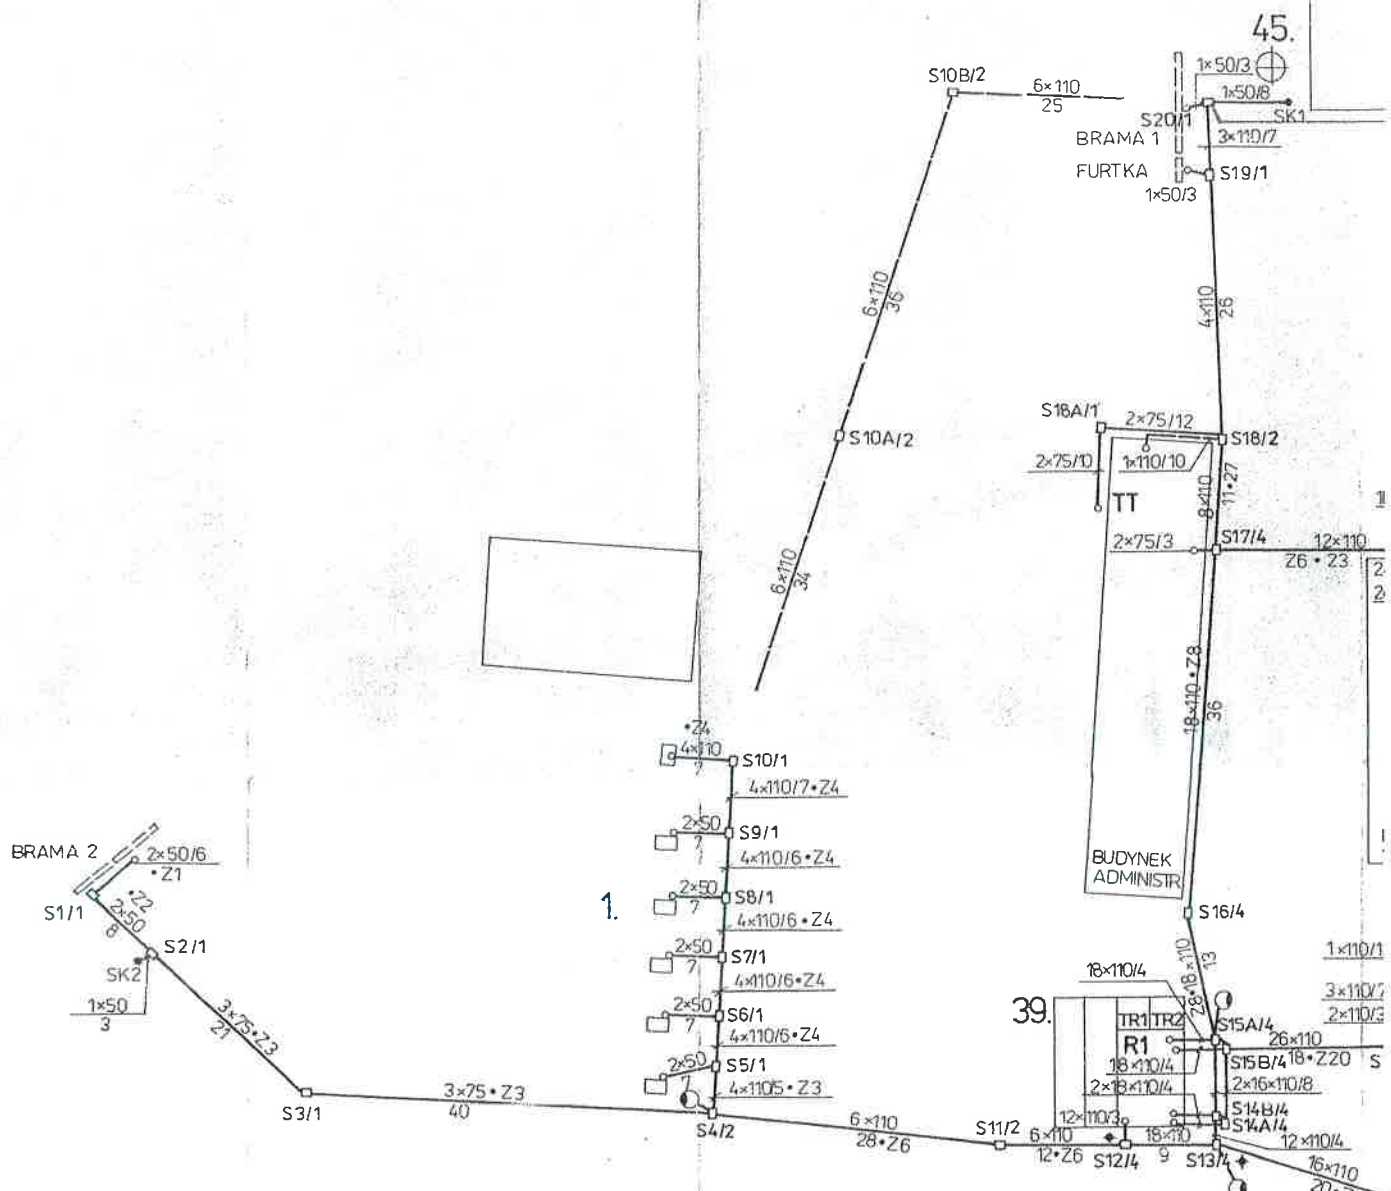 45.
S10B/2
6×110
25
1×50/3
1×50/8
S20/1
SK1
BRAMA 1
3×110/7
FURTKA
S19/1
1×50/3
6×110
36
4×110
26
S18A/1
2×75/12
S10A/2
S18/2
2×75/10
1×110/10
8×110
11•27
TT
2×75/3
S17/4
12×110
Z6 • Z3
6×110
34
18×110 • Z8
36
•Z4
4×110
7
S10/1
4×110/7•Z4
2×50
7
S9/1
4×110/6 • Z4
BRAMA 2
2×50/6
•Z1
BUDYNEK
ADMINISTR
2×50
7
S8/1
1.
S1/1
•Z2
2×50
8
4×110/6 • Z4
S16/4
S2/1
2×50
7
S7/1
SK2
18×110/4
Z8•18×110
13
4×110/6•Z4
1×50
3
2×50
7
S6/1
39.
3×75•Z3
21
4×110/6•Z4
TR1
TR2
S15A/4
R1
26×110
18•Z20
S15B/4
2×50
7
S5/1
18×110/4
4×110/5•Z3
2×18×110/4
2×16×110/8
3×75 • Z3
40
S3/1
S4/2
12×110/3
S14B/4
S14A/4
6×110
28•Z6
S11/2
6×110
12•Z6
18×110
9
12×110/4
S12/4
S13/4
16×110